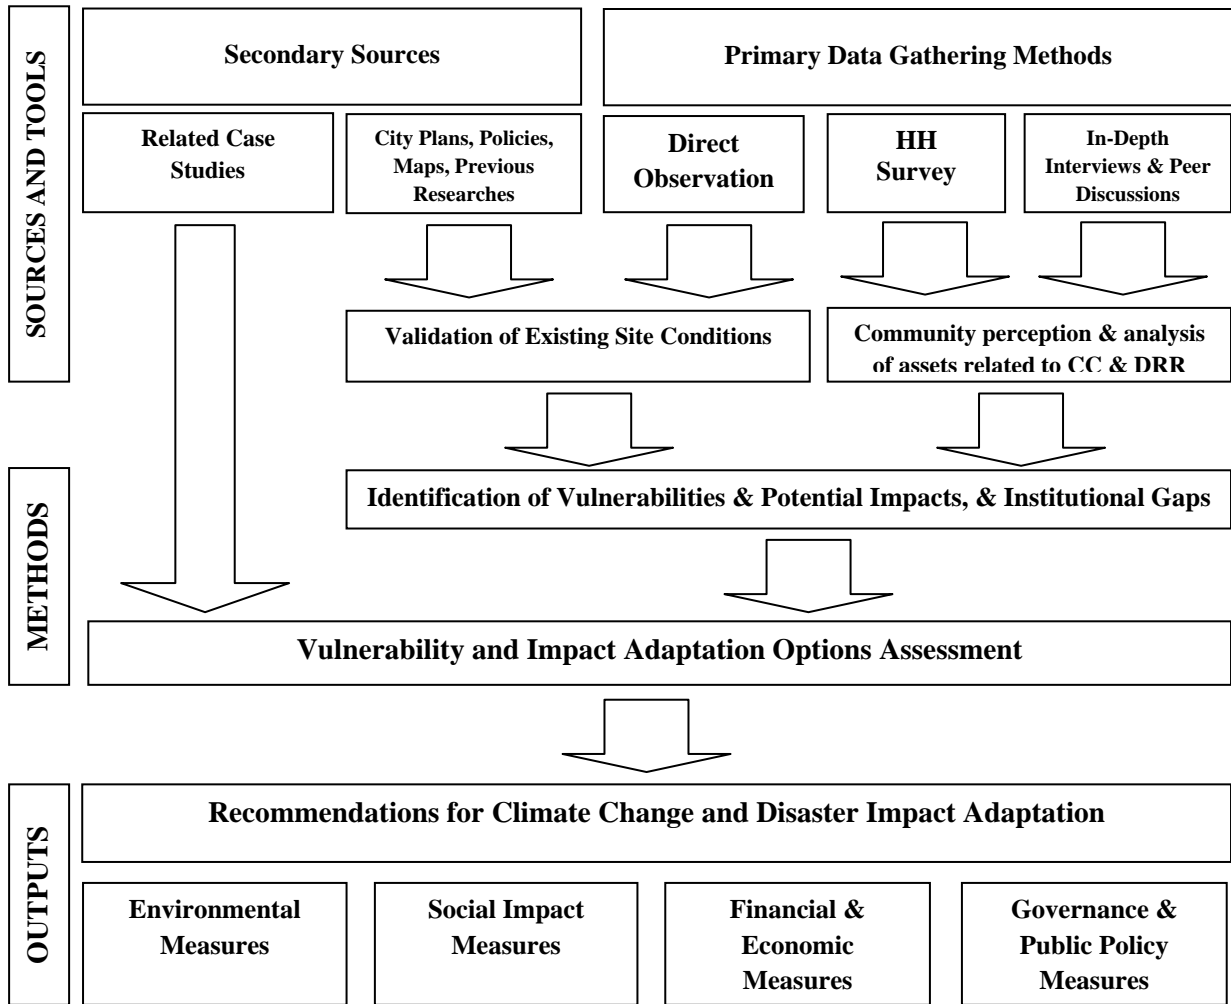 SOURCES AND TOOLS
Secondary Sources
Primary Data Gathering Methods
Related Case
Studies
City Plans, Policies,
Maps, Previous
Researches
Direct
Observation
HH
Survey
In-Depth
Interviews & Peer
Discussions
Validation of Existing Site Conditions
Community perception & analysis
of assets related to CC & DRR
METHODS
Identification of Vulnerabilities & Potential Impacts, & Institutional Gaps
Vulnerability and Impact Adaptation Options Assessment
OUTPUTS
Recommendations for Climate Change and Disaster Impact Adaptation
Environmental
Measures
Social Impact
Measures
Financial &
Economic
Measures
Governance &
Public Policy
Measures